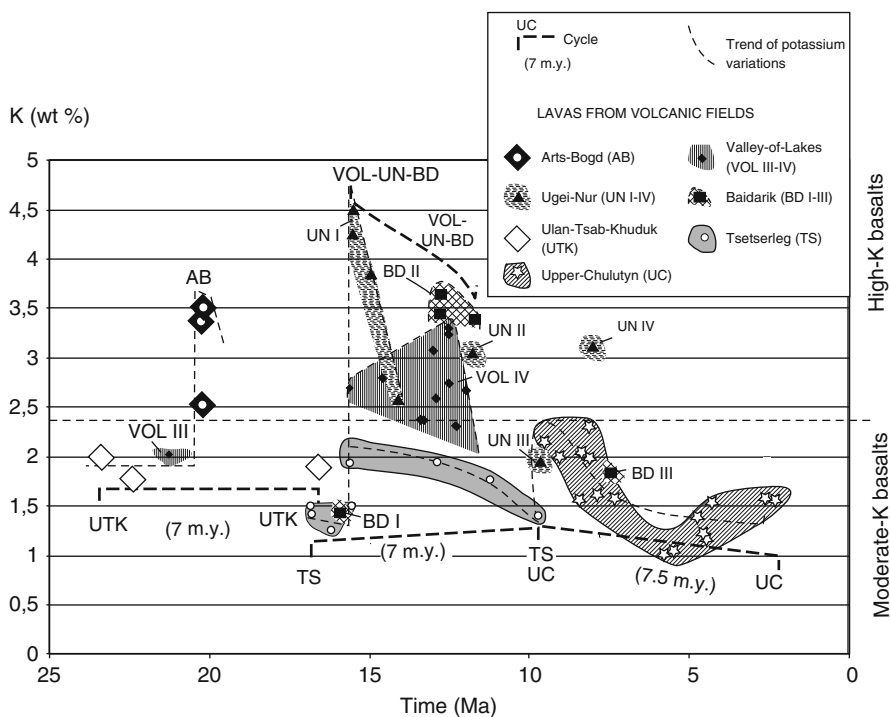 UC
Cycle
(7 m.y.)
Trend of potassium
variations
LAVAS FROM VOLCANIC FIELDS
Arts-Bogd (AB)
Valley-of-Lakes
(VOL III-IV)
Ugei-Nur (UN I-IV)
Baidarik (BD I-III)
Ulan-Tsab-Khuduk
(UTK)
Tsetserleg (TS)
Upper-Chulutyn (UC)
K (wt %)
5
4,5
4
3,5
3
2,5
2
1,5
1
0,5
0
VOL-UN-BD
VOL-
UN-BD
UN I
BD II
AB
UN II
UN IV
VOL IV
VOL III
UN III
BD III
UTK
(7 m.y.)
UTK
BD I
TS
(7 m.y.)
TS
UC
(7.5 m.y.)
UC
High-K basalts
Moderate-K basalts
25
20
15
10
5
0
Time (Ma)